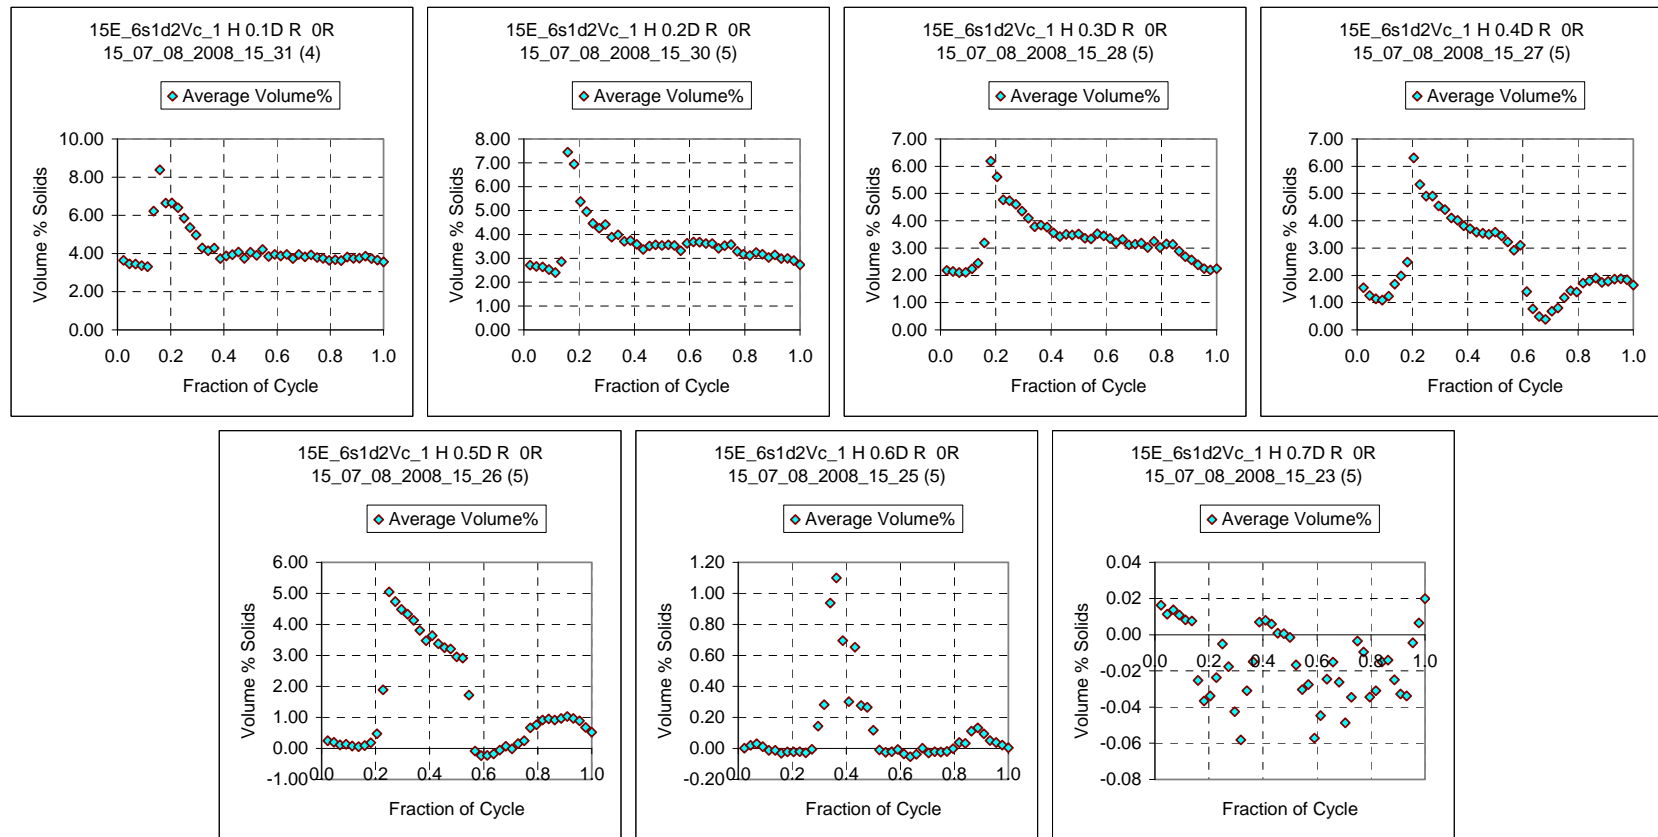 15E_6s1d2Vc_1 H 0.1D R 0R
15_07_08_2008_15_31 (4)
Average Volume%
10.00
8.00
6.00
4.00
2.00
0.00
Volume % Solids
0.0 0.2 0.4 0.6 0.8 1.0
Fraction of Cycle
15E_6s1d2Vc_1 H 0.2D R 0R
15_07_08_2008_15_30 (5)
Average Volume%
8.00
7.00
6.00
5.00
4.00
3.00
2.00
1.00
0.00
Volume % Solids
0.0 0.2 0.4 0.6 0.8 1.0
Fraction of Cycle
15E_6s1d2Vc_1 H 0.3D R 0R
15_07_08_2008_15_28 (5)
Average Volume%
7.00
6.00
5.00
4.00
3.00
2.00
1.00
0.00
Volume % Solids
0.0 0.2 0.4 0.6 0.8 1.0
Fraction of Cycle
15E_6s1d2Vc_1 H 0.4D R 0R
15_07_08_2008_15_27 (5)
Average Volume%
7.00
6.00
5.00
4.00
3.00
2.00
1.00
0.00
Volume % Solids
0.0 0.2 0.4 0.6 0.8 1.0
Fraction of Cycle
15E_6s1d2Vc_1 H 0.5D R 0R
15_07_08_2008_15_26 (5)
Average Volume%
6.00
5.00
4.00
3.00
2.00
1.00
0.00
-1.00
Volume % Solids
0.0 0.2 0.4 0.6 0.8 1.0
Fraction of Cycle
15E_6s1d2Vc_1 H 0.6D R 0R
15_07_08_2008_15_25 (5)
Average Volume%
1.20
1.00
0.80
0.60
0.40
0.20
0.00
-0.20
Volume % Solids
0.0 0.2 0.4 0.6 0.8 1.0
Fraction of Cycle
15E_6s1d2Vc_1 H 0.7D R 0R
15_07_08_2008_15_23 (5)
Average Volume%
0.04
0.02
0.00
-0.02
-0.04
-0.06
-0.08
Volume % Solids
0.0 0.2 0.4 0.6 0.8 1.0
Fraction of Cycle